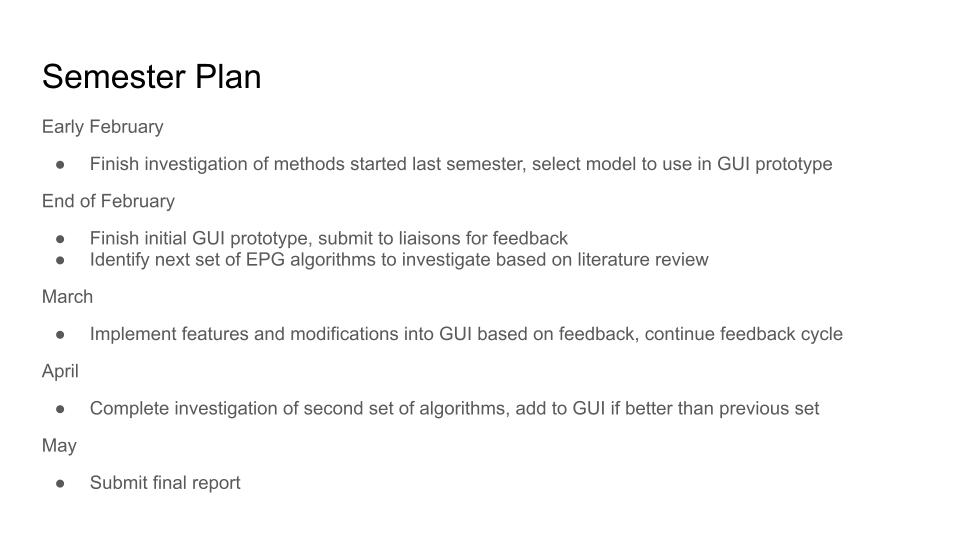 Semester Plan
Early February
● Finish investigation of methods started last semester, select model to use in GUI prototype
End of February
● Finish initial GUI prototype, submit to liaisons for feedback
● Identify next set of EPG algorithms to investigate based on literature review
March
● Implement features and modifications into GUI based on feedback, continue feedback cycle
April
● Complete investigation of second set of algorithms, add to GUI if better than previous set
May
● Submit final report